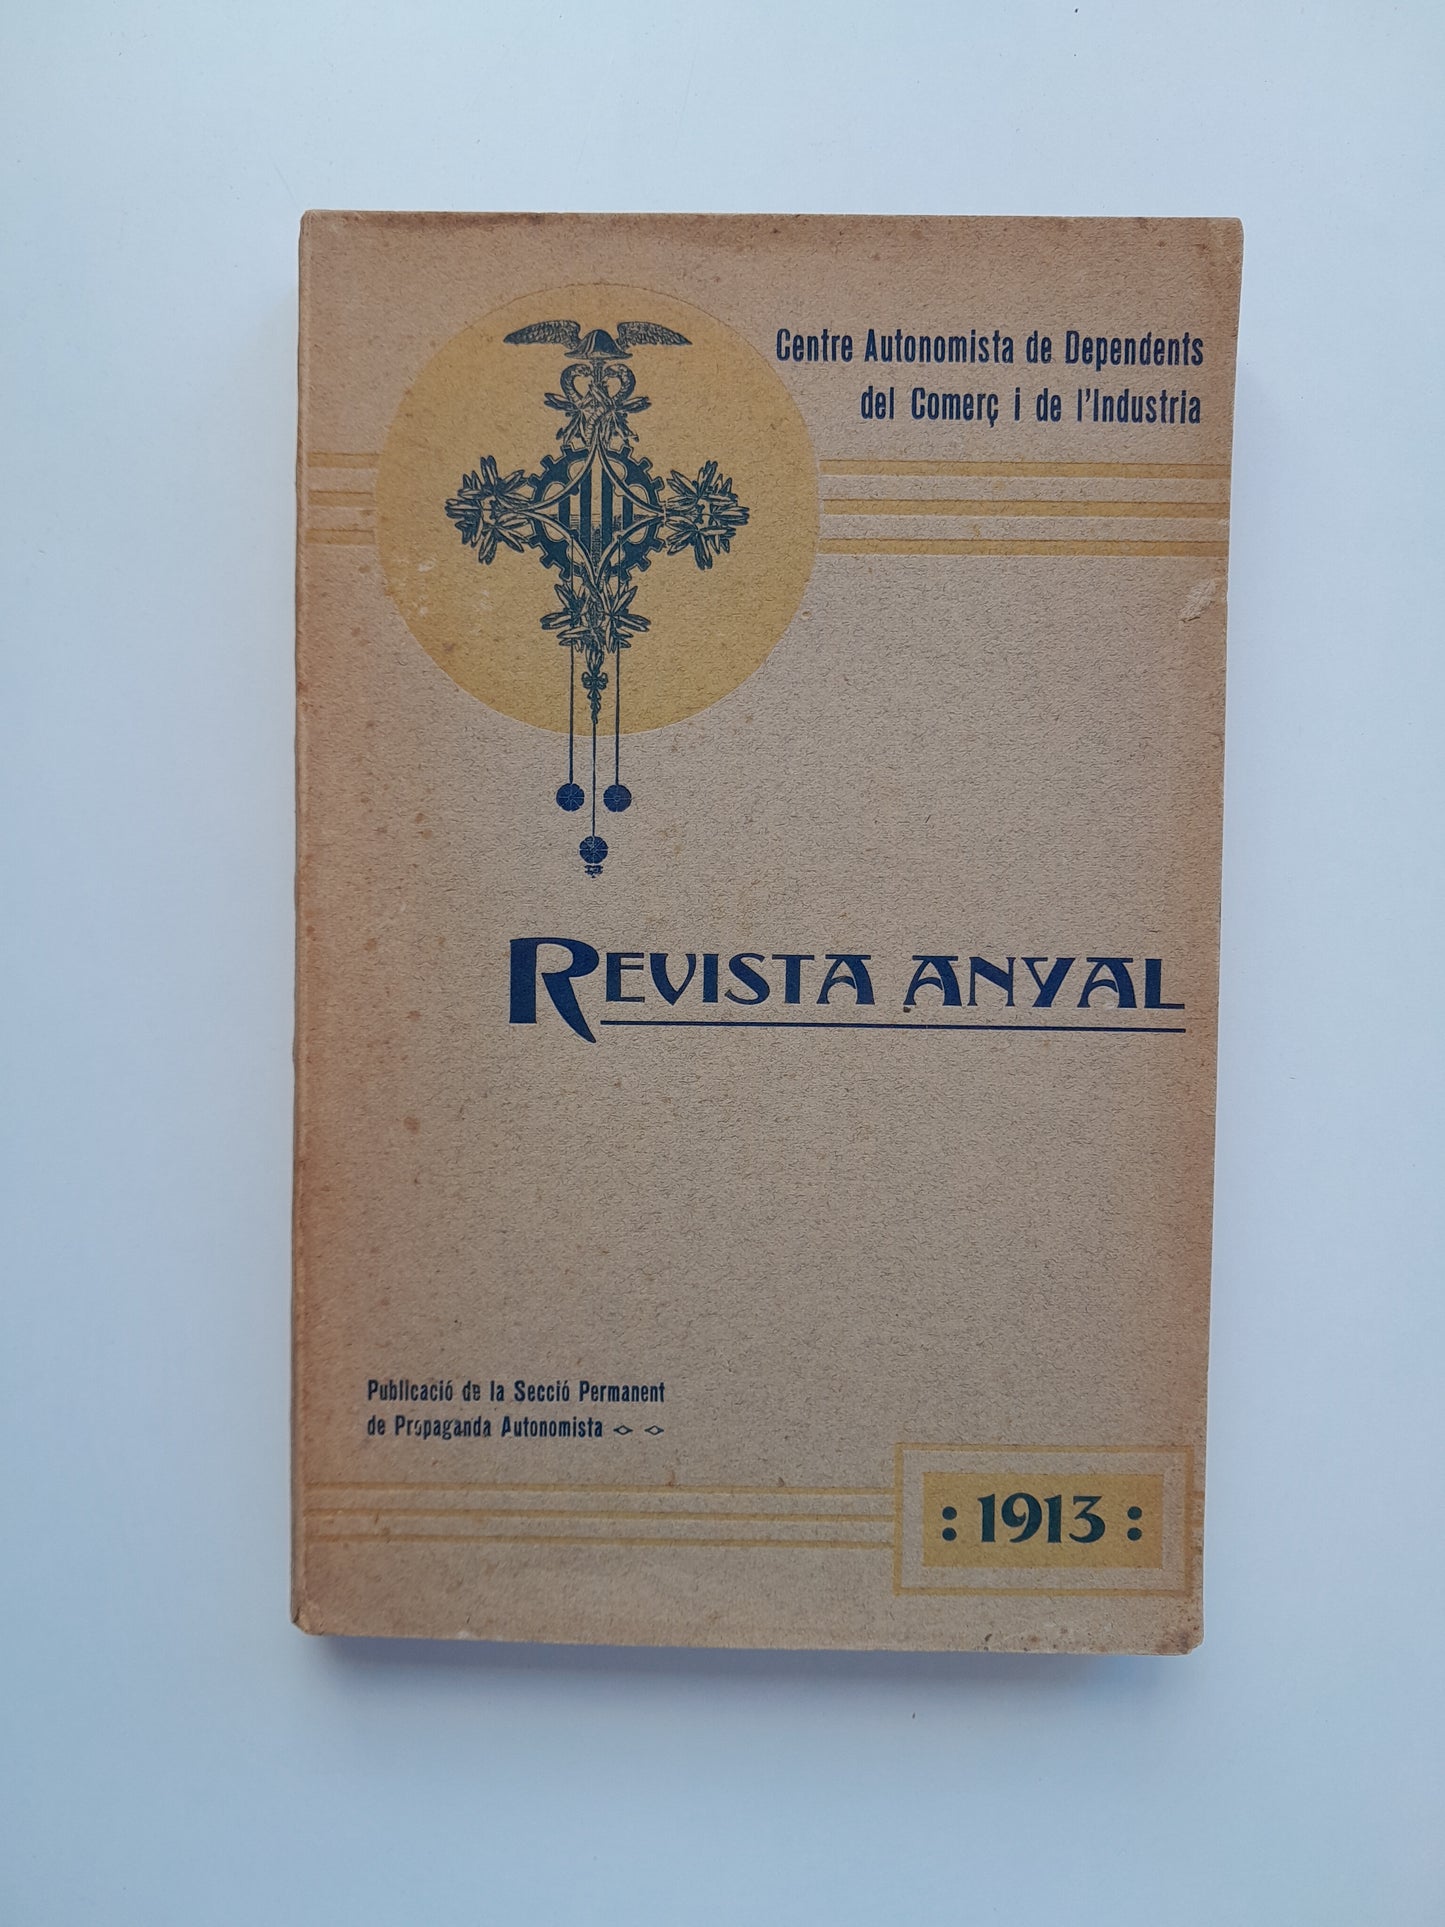 Centre Autonomista de Dependents
del Comerç i de l'Industria
REVISTA ANYAL
Publicació de la Secció Permanent
de Propaganda Autonomista
: 1913 :